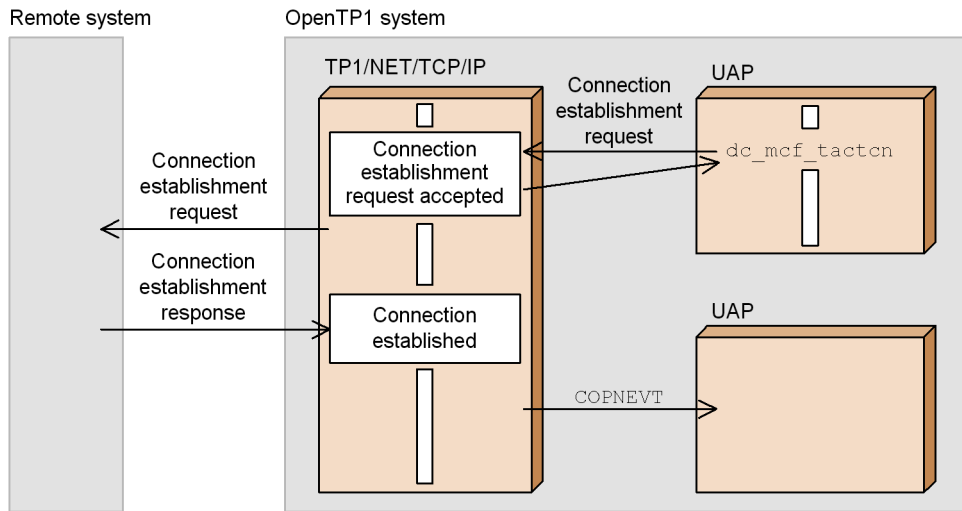 Remote system
OpenTP1 system
TP1/NET/TCP/IP
UAP
Connection
establishment
request
dc_mcf_tactcn
Connection
establishment
request accepted
Connection
establishment
request
Connection
establishment
response
Connection
established
UAP
COPNEVT